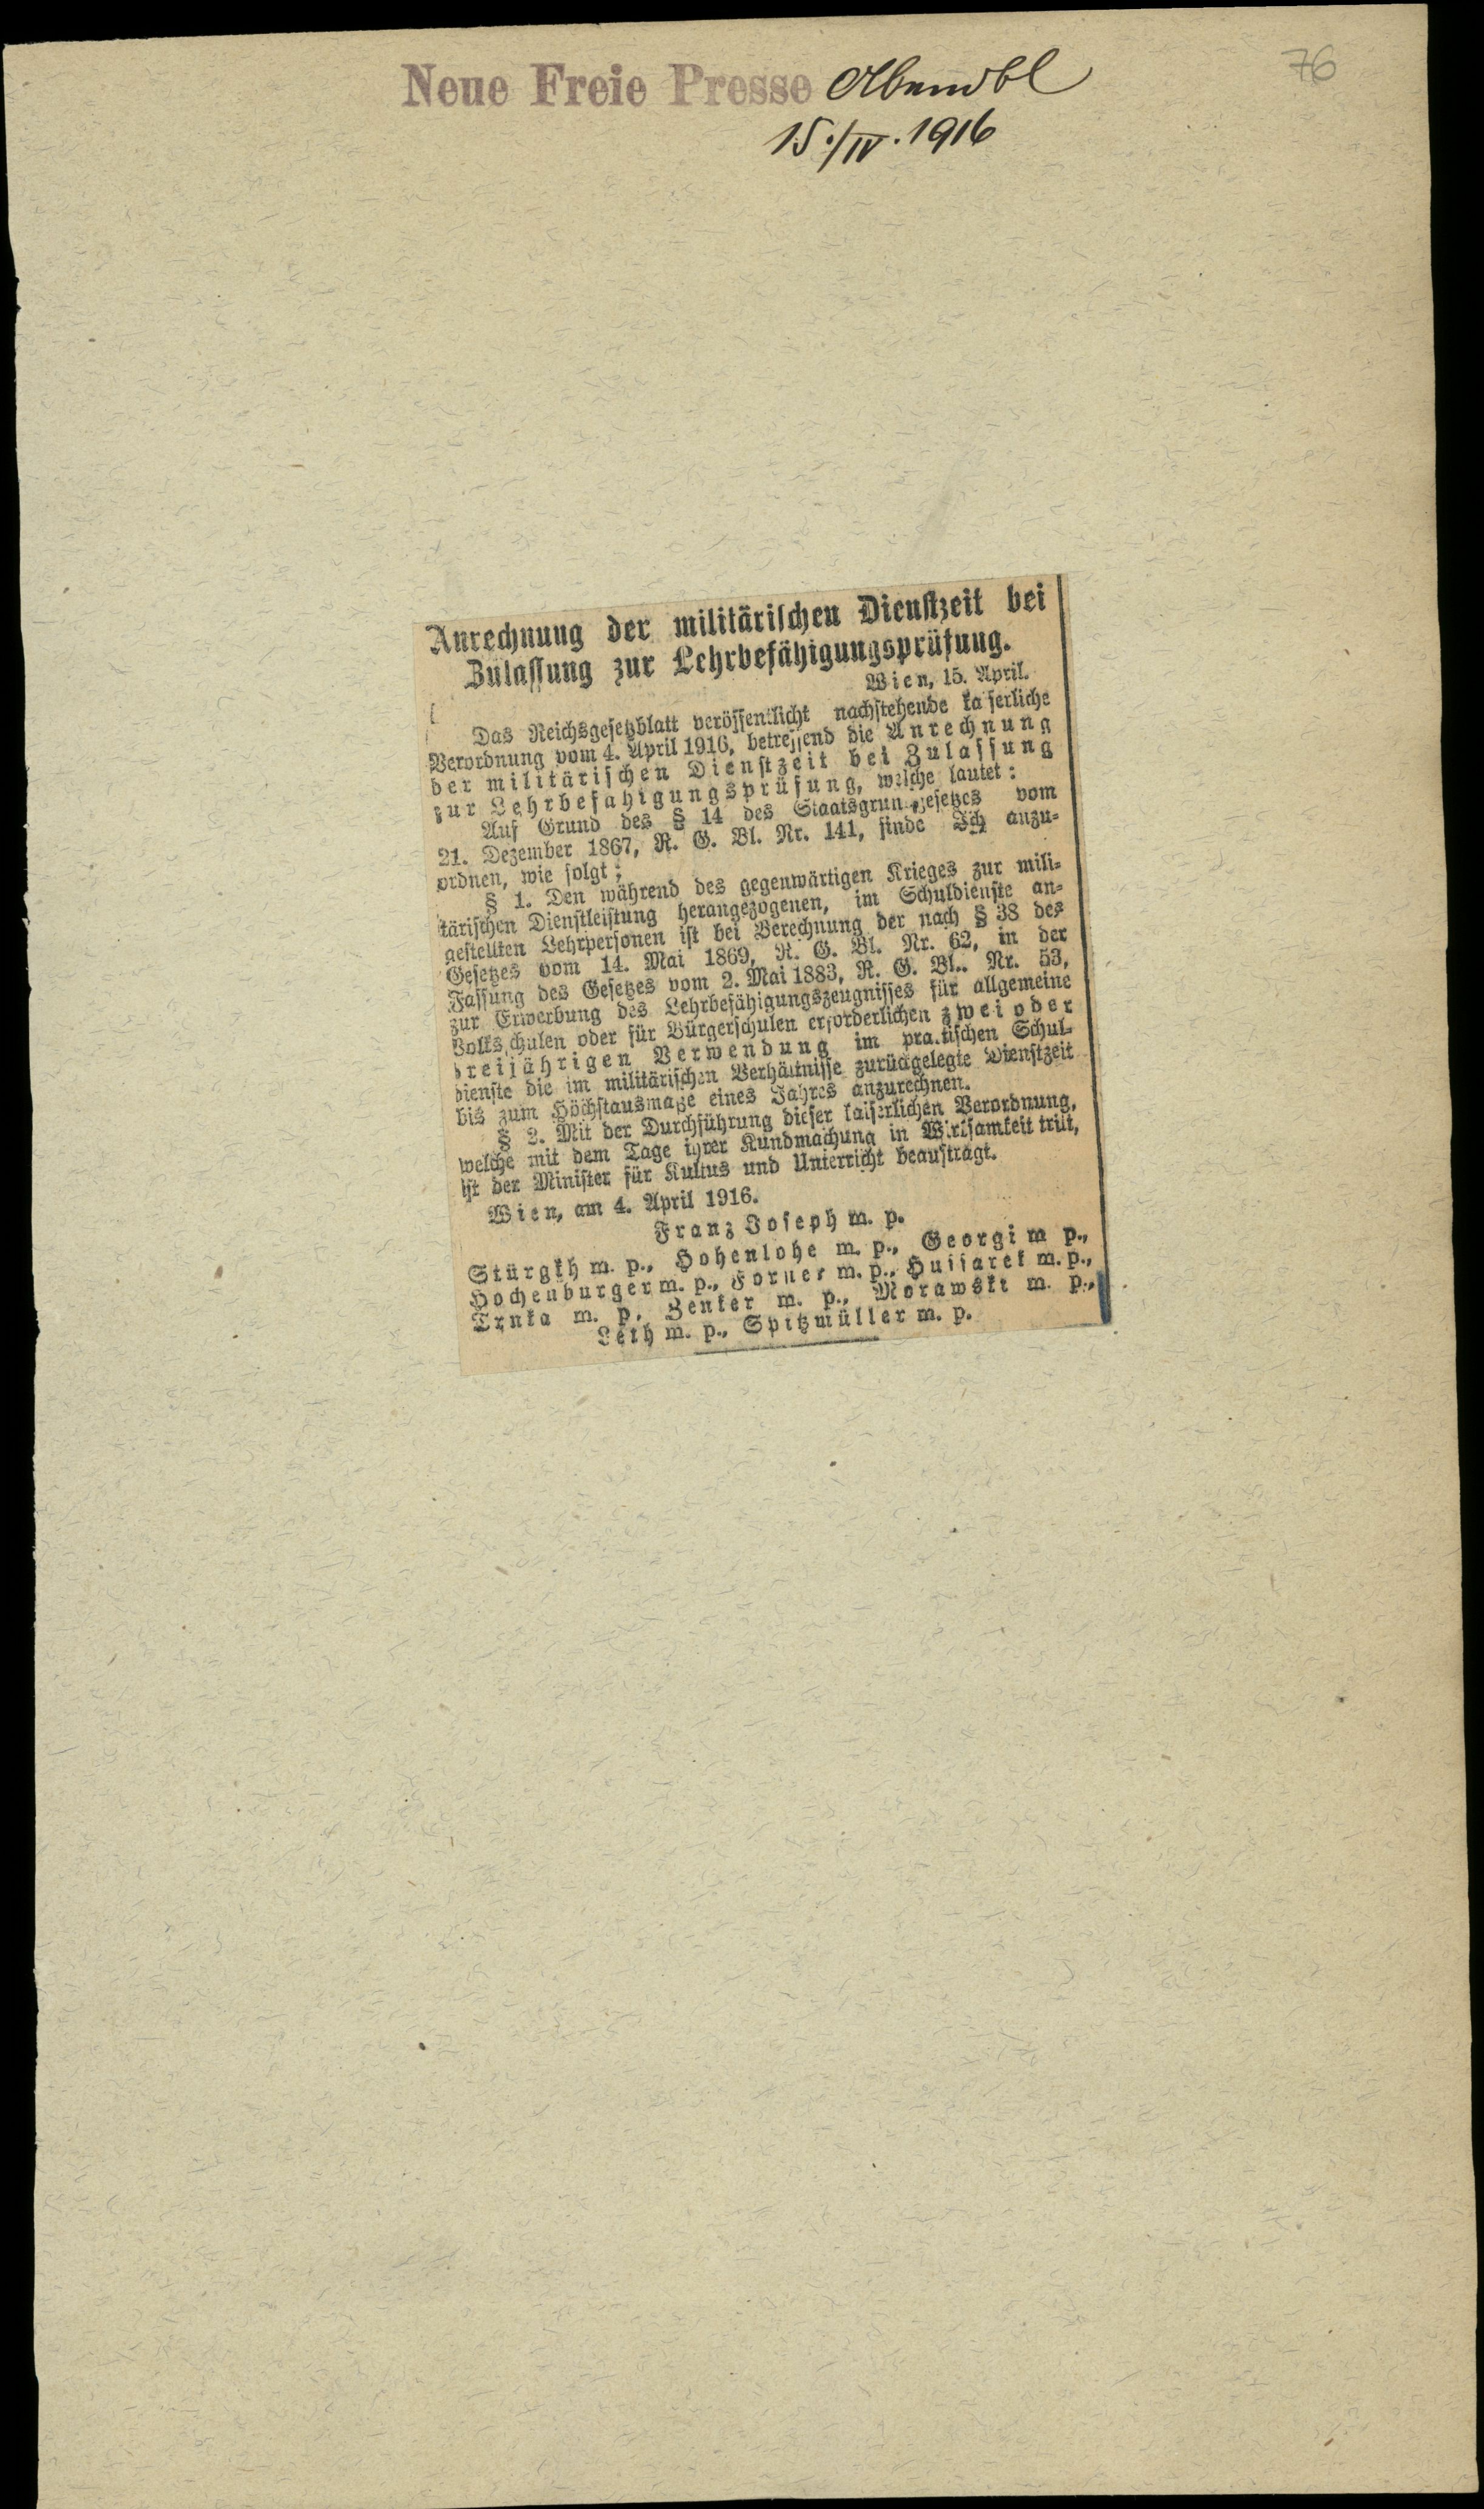 Neue Freie Presse Abendbl
15./IV. 1916
76
Anrechnung der militärischen Dienstzeit bei
Zulassung zur Lehrbefähigungsprüfung.
Wien, 15. April.
Das Reichsgesetzblatt veröffentlicht nachstehende kaiserliche
Verordnung vom 4. April 1916, betreffend die Anrechnung
der militärischen Dienstzeit bei Zulassung
zur Lehrbefähigungsprüfung, welche lautet:
Auf Grund des § 14 des Staatsgrundgesetzes vom
21. Dezember 1867, R. G. Bl. Nr. 141, finde Ich anzu-
ordnen, wie folgt:
§ 1. Den während des gegenwärtigen Krieges zur mili-
tärischen Dienstleistung herangezogenen, im Schuldienste an-
gestellten Lehrpersonen ist bei Berechnung der nach § 38 des
Gesetzes vom 14. Mai 1869, R. G. Bl. Nr. 62, in der
Fassung des Gesetzes vom 2. Mai 1883, R. G. Bl.. Nr. 53,
zur Erwerbung des Lehrbefähigungszeugnisses für allgemeine
Volksschulen oder für Bürgerschulen erforderlichen zwei oder
dreijährigen Verwendung im praktischen Schul-
dienste die im militärischen Verhältnisse zurückgelegte Dienstzeit
bis zum Höchstausmaße eines Jahres anzurechnen.
§ 2. Mit der Durchführung dieser kaiserlichen Verordnung,
welche mit dem Tage ihrer Kundmachung in Wirksamkeit tritt,
ist der Minister für Kultus und Unterricht beauftragt.
Wien, am 4. April 1916.
Franz Joseph m. p.
Stürgkh m. p., Hohenlohe m. p., Georgi m p.,
Hochenburger m. p., Forster m. p., Hussarek m. p.,
Trnka m. p, Zenker m. p., Morawski m. p.,
Leth m. p., Spitzmüller m. p.